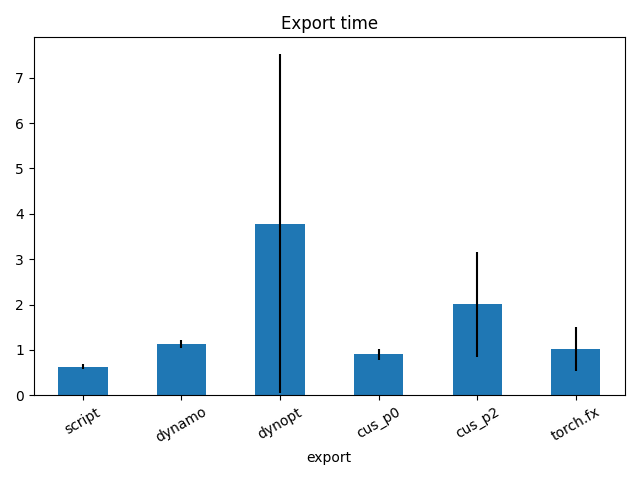 Export time
7
6
5
4
3
2
1
0
script
dynamo
dynopt
cus_p0
cus_p2
torch.fx
export